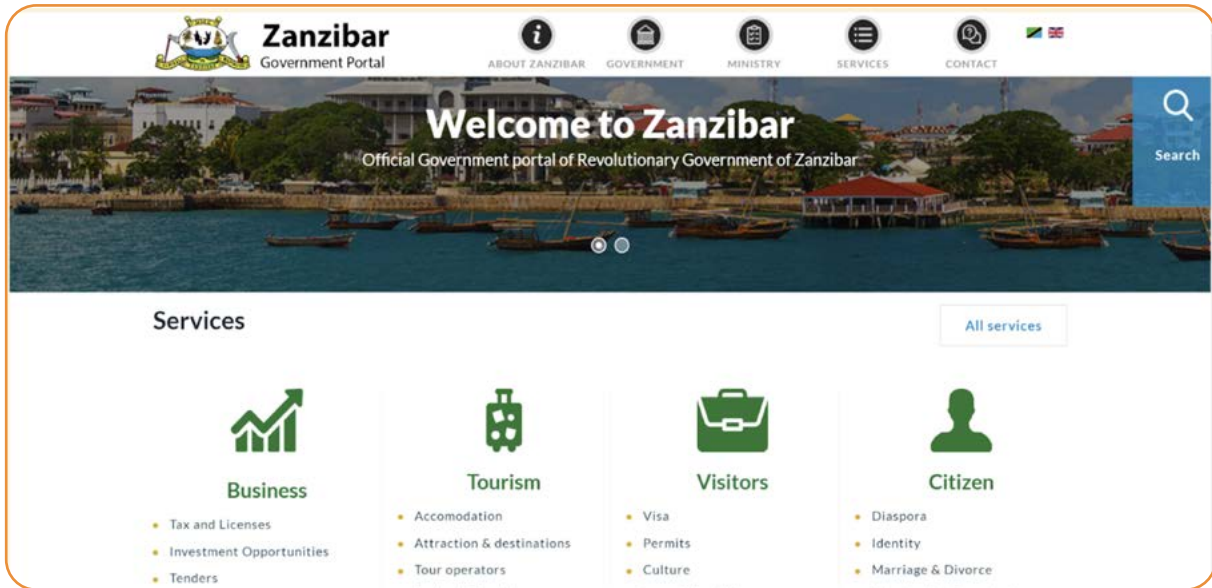 Zanzibar
Government Portal
ABOUT ZANZIBAR
GOVERNMENT
MINISTRY
SERVICES
CONTACT
Welcome to Zanzibar
Official Government portal of Revolutionary Government of Zanzibar
Search
Services
All services
Business
Tax and Licenses
Investment Opportunities
Tenders
Tourism
Accomodation
Attraction & destinations
Tour operators
Visitors
Visa
Permits
Culture
Citizen
Diaspora
Identity
Marriage & Divorce